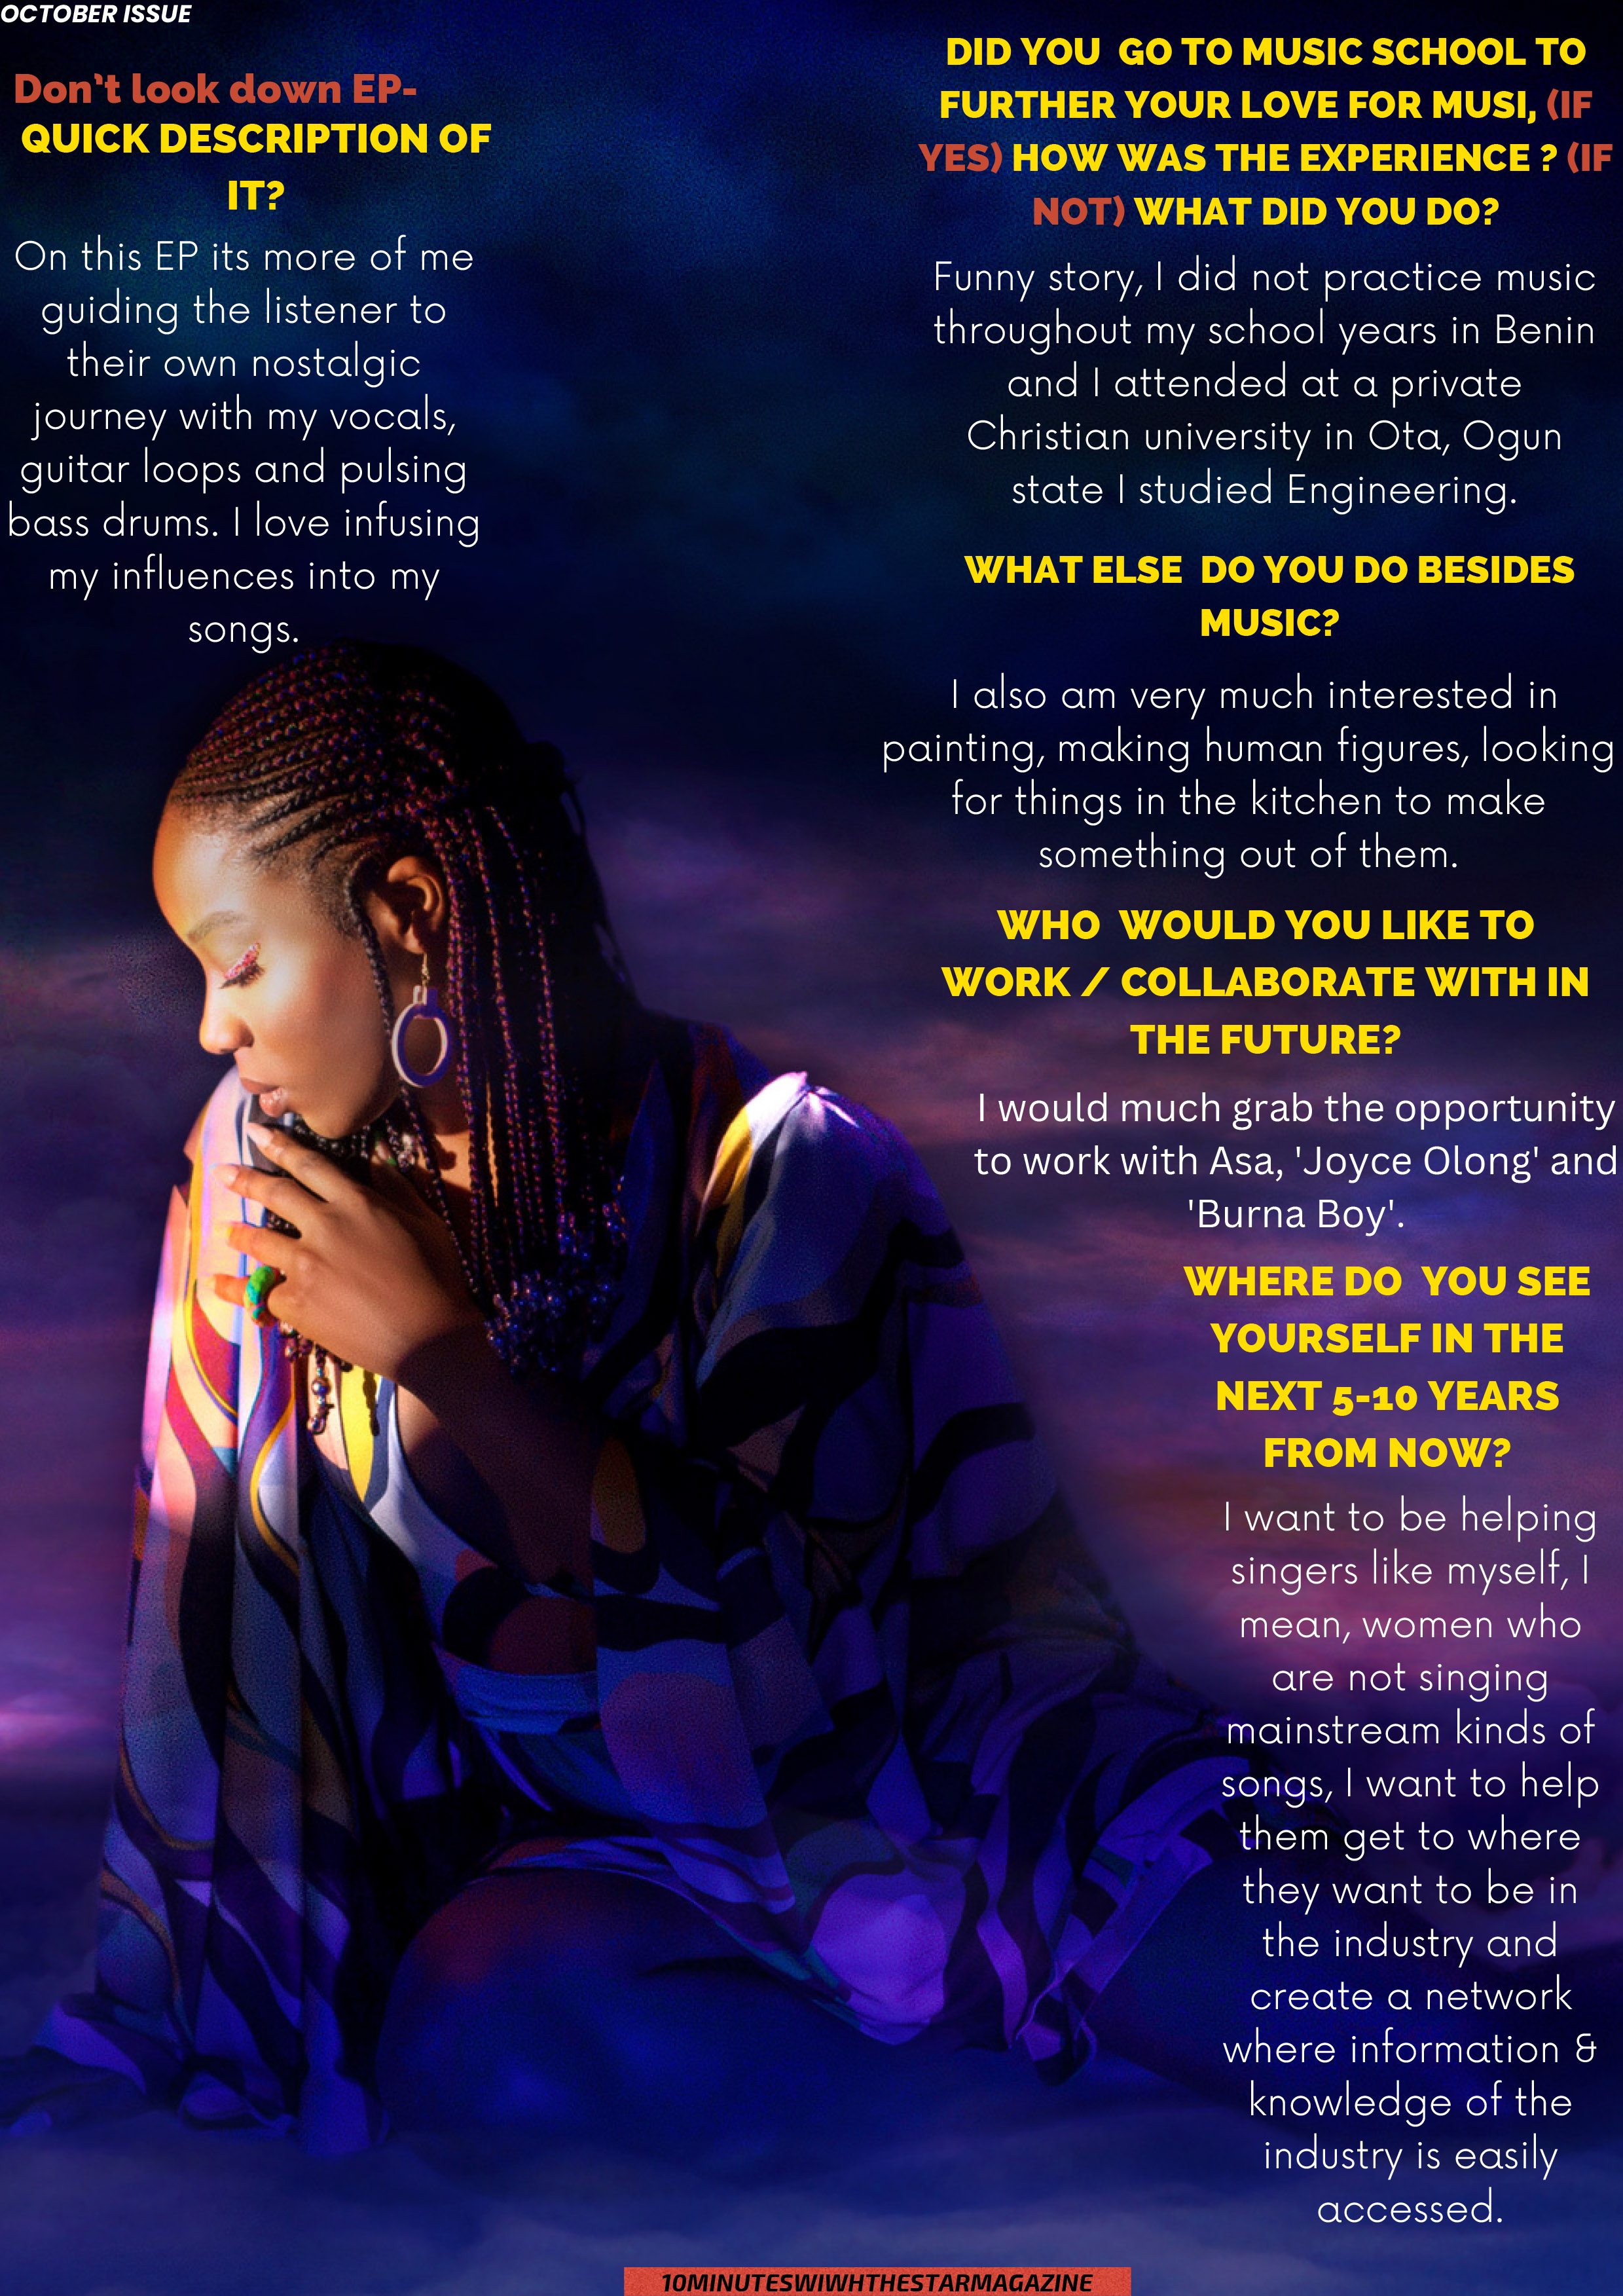 OCTOBER ISSUE
Don't look down EP-
QUICK DESCRIPTION OF
IT?
On this EP its more of me
guiding the listener to
their own nostalgic
journey with my vocals,
guitar loops and pulsing
bass drums. I love infusing
my influences into my
songs.
DID YOU GO TO MUSIC SCHOOL TO
FURTHER YOUR LOVE FOR MUSI, (IF
YES) HOW WAS THE EXPERIENCE ? (IF
NOT) WHAT DID YOU DO?
Funny story, I did not practice music
throughout my school years in Benin
and I attended at a private
Christian university in Ota, Ogun
state I studied Engineering.
WHAT ELSE DO YOU DO BESIDES
MUSIC?
I also am very much interested in
painting, making human figures, looking
for things in the kitchen to make
something out of them.
WHO WOULD YOU LIKE TO
WORK / COLLABORATE WITH IN
THE FUTURE?
I would much grab the opportunity
to work with Asa, 'Joyce Olong' and
'Burna Boy'.
WHERE DO YOU SEE
YOURSELF IN THE
NEXT 5-10 YEARS
FROM NOW?
I want to be helping
singers like myself, I
mean, women who
are not singing
mainstream kinds of
songs, I want to help
them get to where
they want to be in
the industry and
create a network
where information &
knowledge of the
industry is easily
accessed.
10MINUTESWIWHTHESTARMAGAZINE